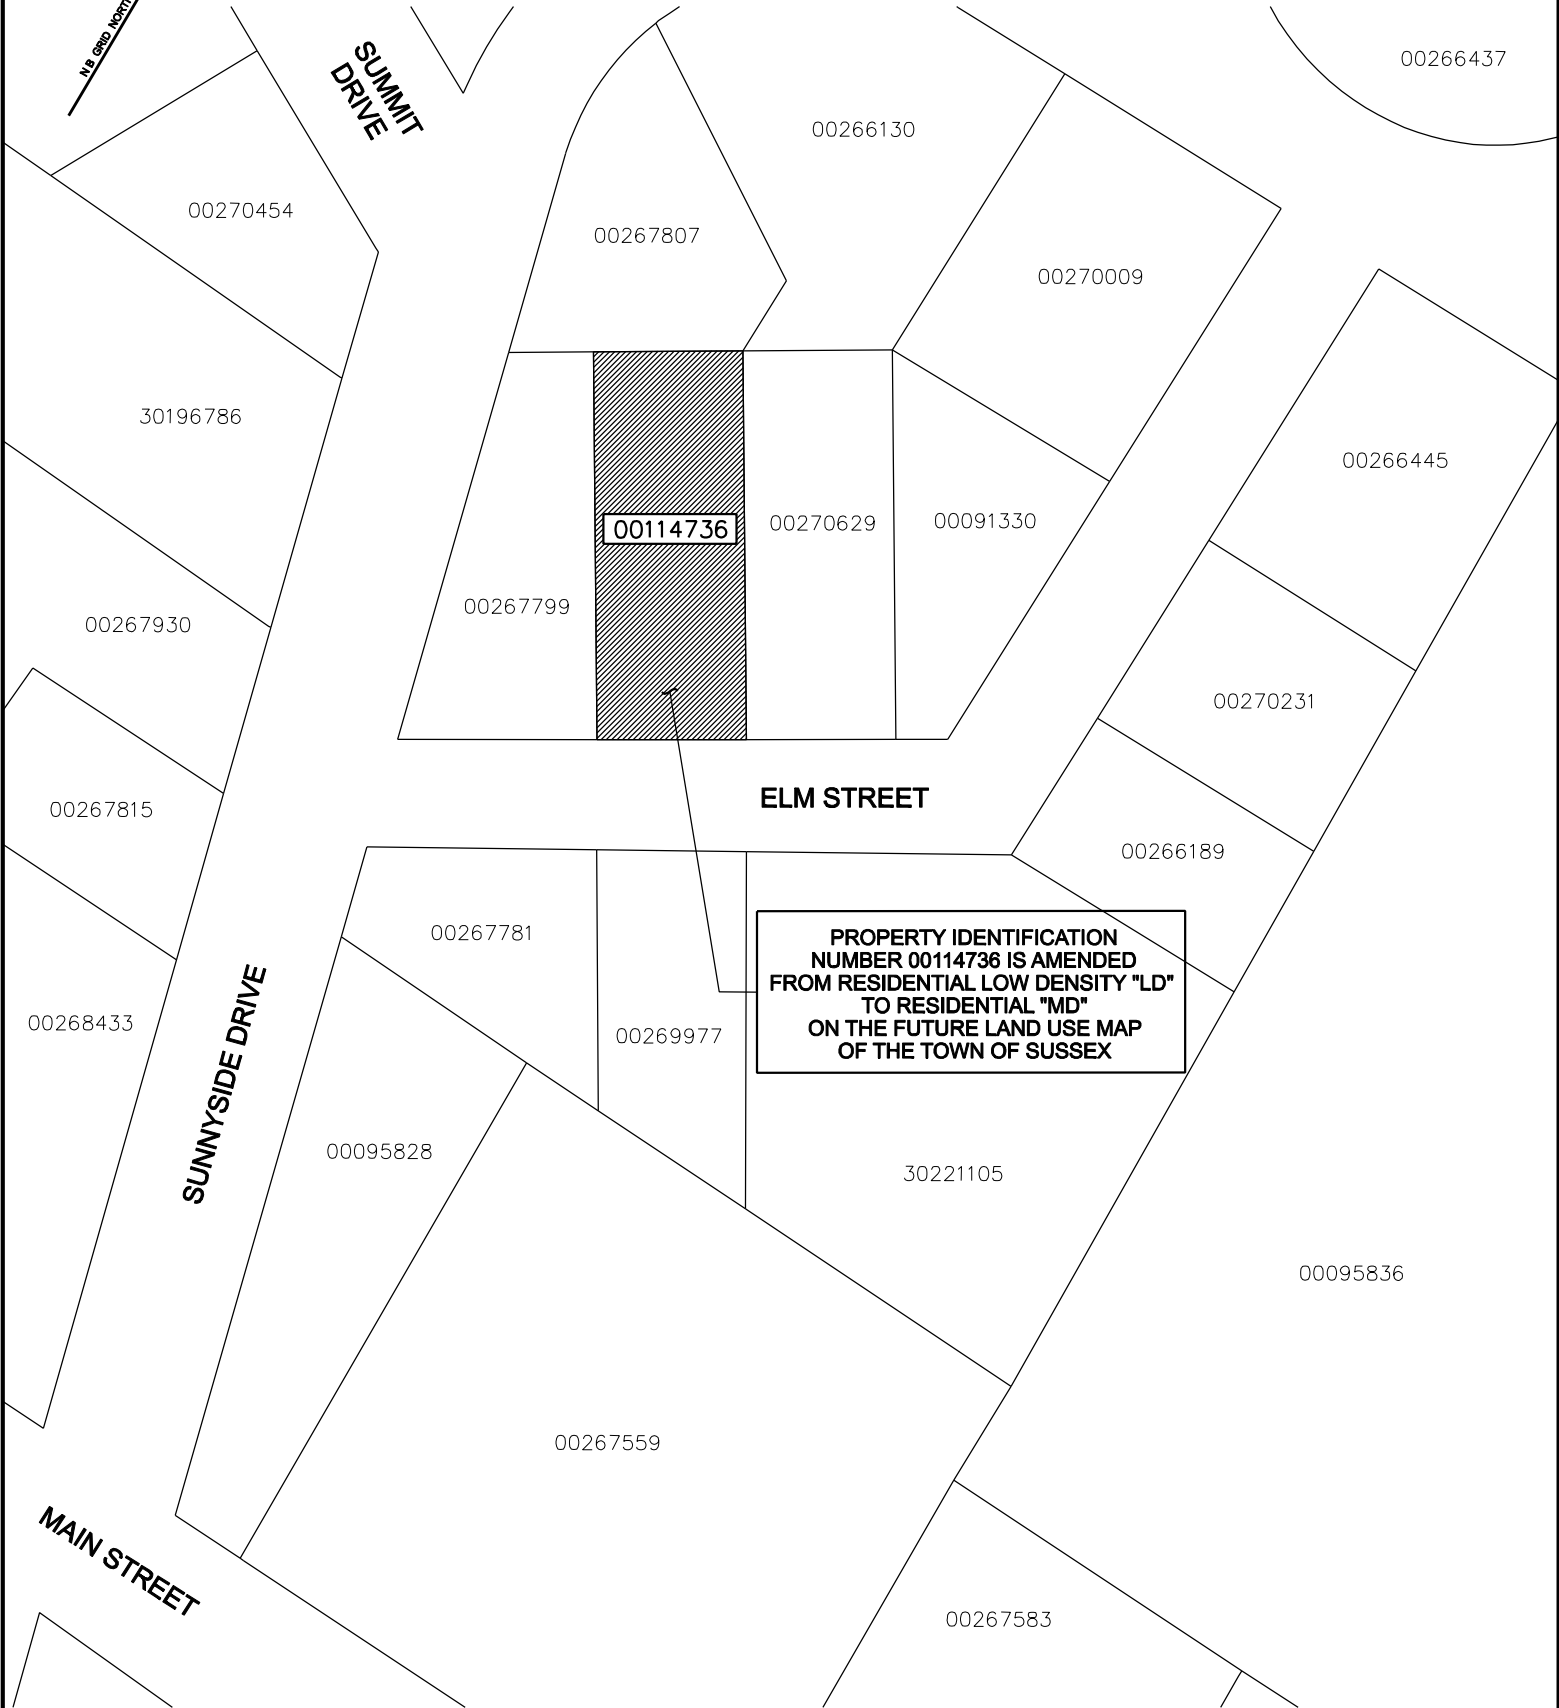 NB GRID NORTH
SUMMIT
DRIVE
00266437
00266130
00270454
00267807
00270009
30196786
00266445
00114736
00270629
00091330
00267799
00267930
00270231
ELM STREET
00267815
00266189
00267781
PROPERTY IDENTIFICATION
NUMBER 00114736 IS AMENDED
FROM RESIDENTIAL LOW DENSITY "LD"
TO RESIDENTIAL "MD"
ON THE FUTURE LAND USE MAP
OF THE TOWN OF SUSSEX
00268433
SUNNYSIDE DRIVE
00269977
00095828
30221105
00095836
00267559
MAIN STREET
00267583